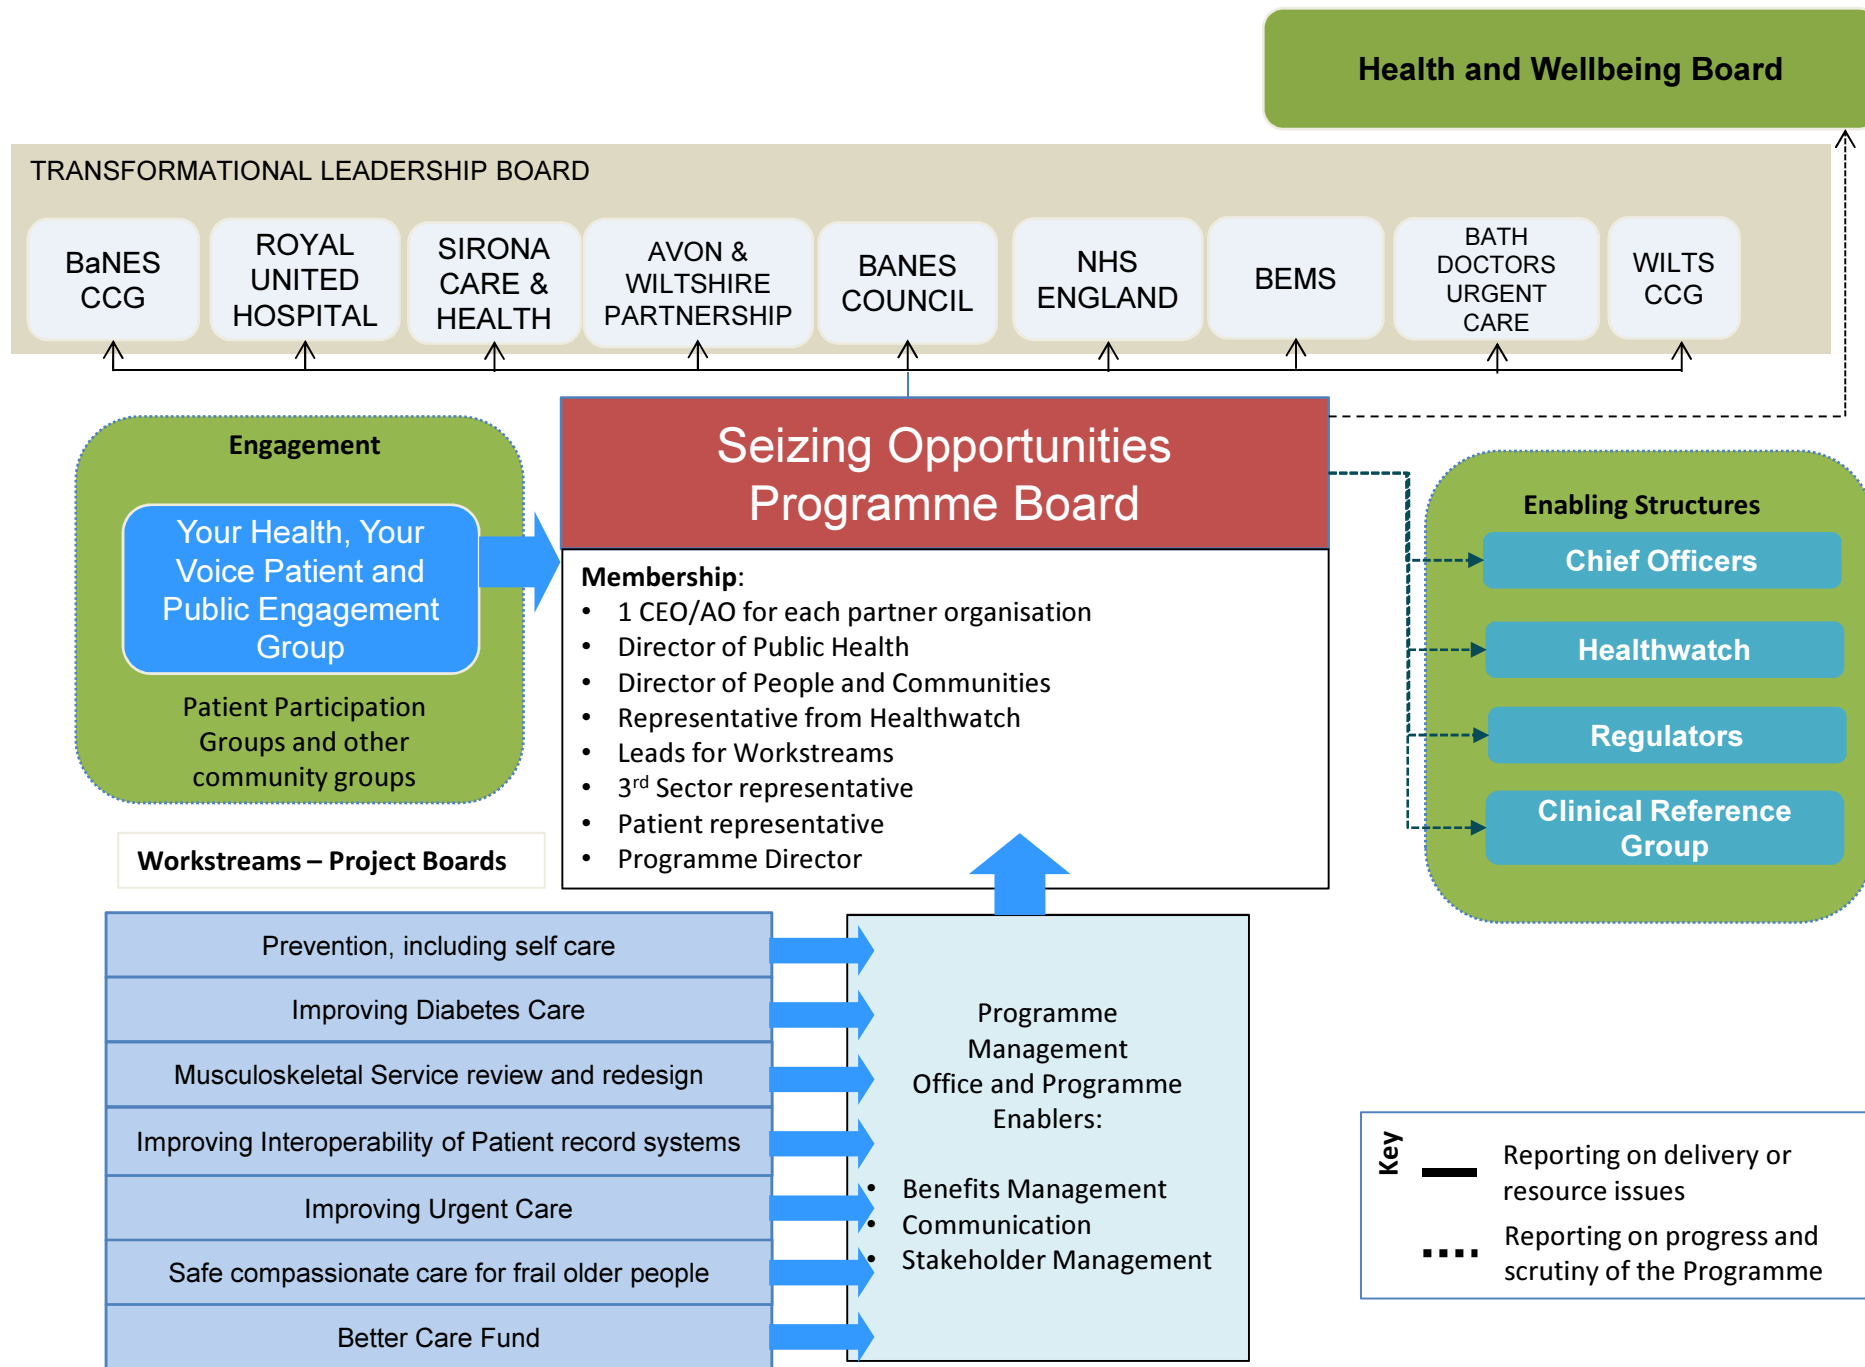 Health and Wellbeing Board
TRANSFORMATIONAL LEADERSHIP BOARD
BaNES
CCG
ROYAL
UNITED
HOSPITAL
SIRONA
CARE &
HEALTH
AVON &
WILTSHIRE
PARTNERSHIP
BANES
COUNCIL
NHS
ENGLAND
BEMS
BATH
DOCTORS
URGENT
CARE
WILTS
CCG
Engagement
Your Health, Your
Voice Patient and
Public Engagement
Group
Patient Participation
Groups and other
community groups
Seizing Opportunities
Programme Board
Membership:
• 1 CEO/AO for each partner organisation
• Director of Public Health
• Director of People and Communities
• Representative from Healthwatch
• Leads for Workstreams
• 3rd Sector representative
• Patient representative
• Programme Director
Enabling Structures
Chief Officers
Healthwatch
Regulators
Clinical Reference
Group
Workstreams – Project Boards
Prevention, including self care
Improving Diabetes Care
Musculoskeletal Service review and redesign
Improving Interoperability of Patient record systems
Improving Urgent Care
Safe compassionate care for frail older people
Better Care Fund
Programme
Management
Office and Programme
Enablers:
• Benefits Management
• Communication
• Stakeholder Management
Key
Reporting on delivery or
resource issues
Reporting on progress and
scrutiny of the Programme